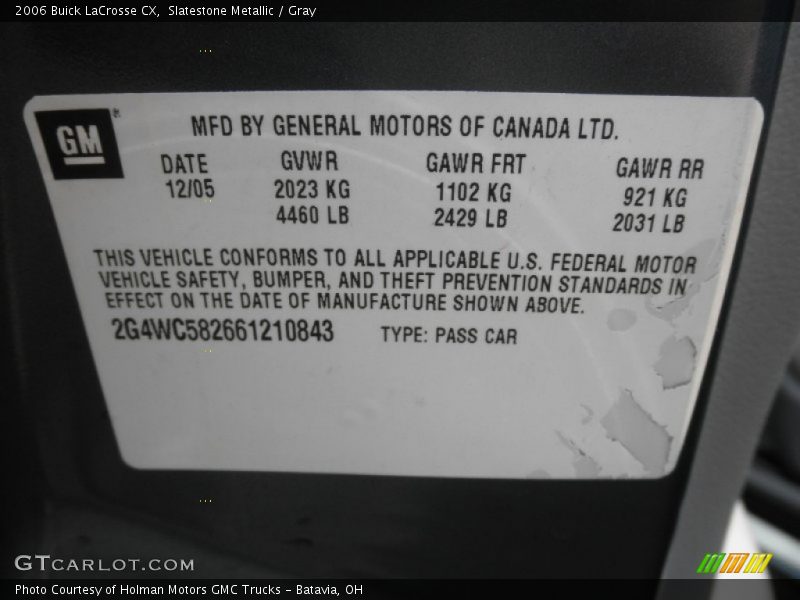 2006 Buick LaCrosse CX,  Slatestone Metallic / Gray
GM
MFD BY GENERAL MOTORS OF CANADA LTD.
DATE GVWR GAWR FRT GAWR RR
12/05 2023 KG 1102 KG 921 KG
4460 LB 2429 LB 2031 LB
THIS VEHICLE CONFORMS TO ALL APPLICABLE U.S. FEDERAL MOTOR
VEHICLE SAFETY, BUMPER, AND THEFT PREVENTION STANDARDS IN
EFFECT ON THE DATE OF MANUFACTURE SHOWN ABOVE.
2G4WC582661210843 TYPE: PASS CAR
GTCARLOT.COM
Photo Courtesy of Holman Motors GMC Trucks - Batavia, OH